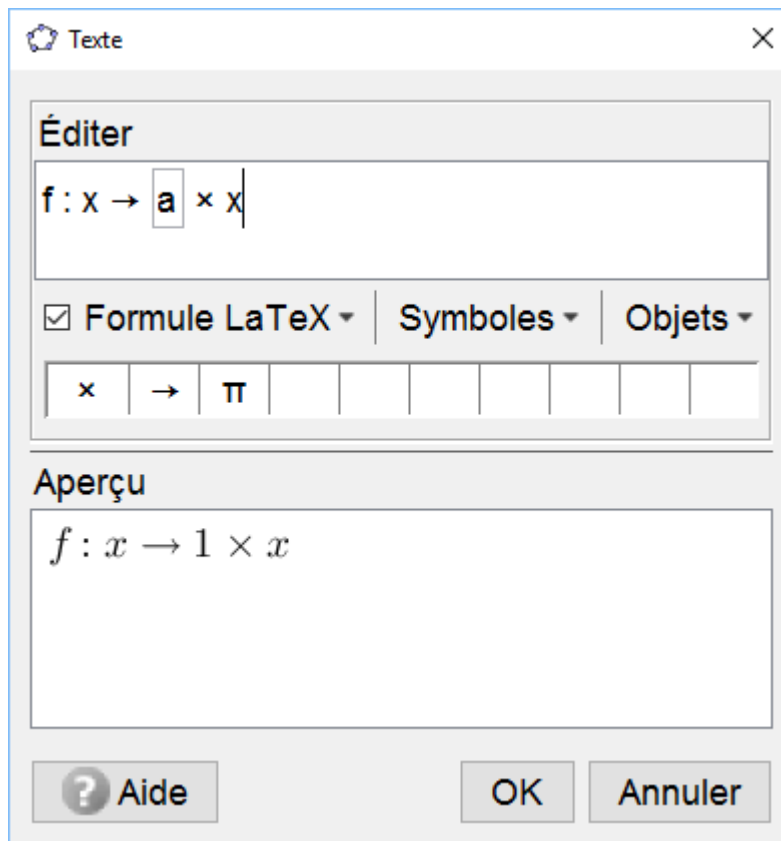 Texte
Éditer
f : x → a × x
Formule LaTeX Symboles Objets
× → π
Aperçu
f : x → 1 × x
? Aide OK Annuler